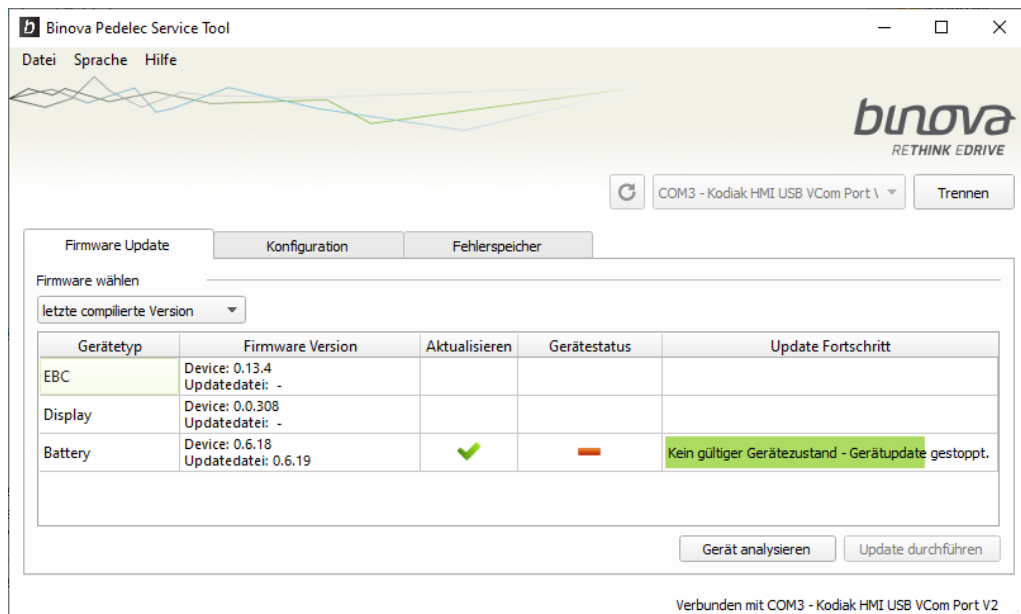 Binova Pedelec Service Tool
Datei Sprache Hilfe
binova
RETHINK EDRIVE
COM3 - Kodiak HMI USB VCom Port \
Trennen
Firmware Update
Konfiguration
Fehlerspeicher
Firmware wählen
letzte compilierte Version
Gerätetyp
Firmware Version
Aktualisieren
Gerätestatus
Update Fortschritt
EBC
Device: 0.13.4
Updatedatei: -
Display
Device: 0.0.308
Updatedatei: -
Battery
Device: 0.6.18
Updatedatei: 0.6.19
Kein gültiger Gerätezustand - Gerätupdate gestoppt.
Gerät analysieren
Update durchführen
Verbunden mit COM3 - Kodiak HMI USB VCom Port V2